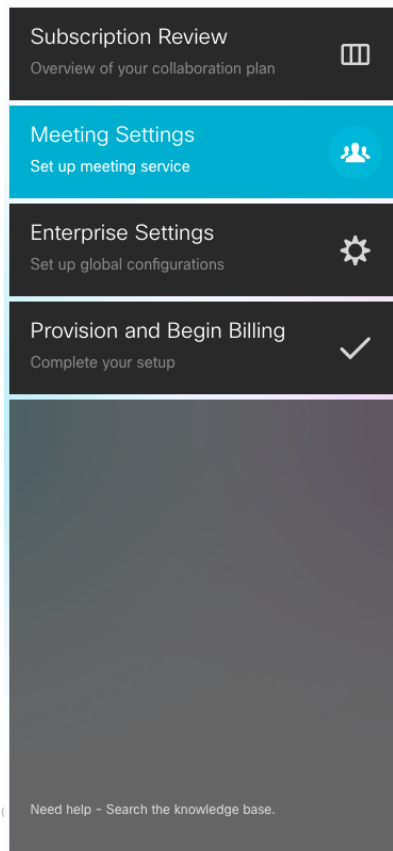 Subscription Review
Overview of your collaboration plan
Meeting Settings
Set up meeting service
Enterprise Settings
Set up global configurations
Provision and Begin Billing
Complete your setup
Need help - Search the knowledge base.